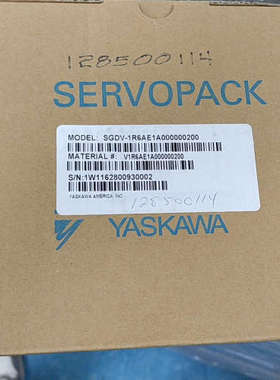 128500114
SERVOPACK
MODEL: SGDV-1R6AE1A000000200
MATERIAL #: V1R6AE1A000000200
S/N:1W1162800930002
YASKAWA AMERICA, INC.
128500114
YASKAWA